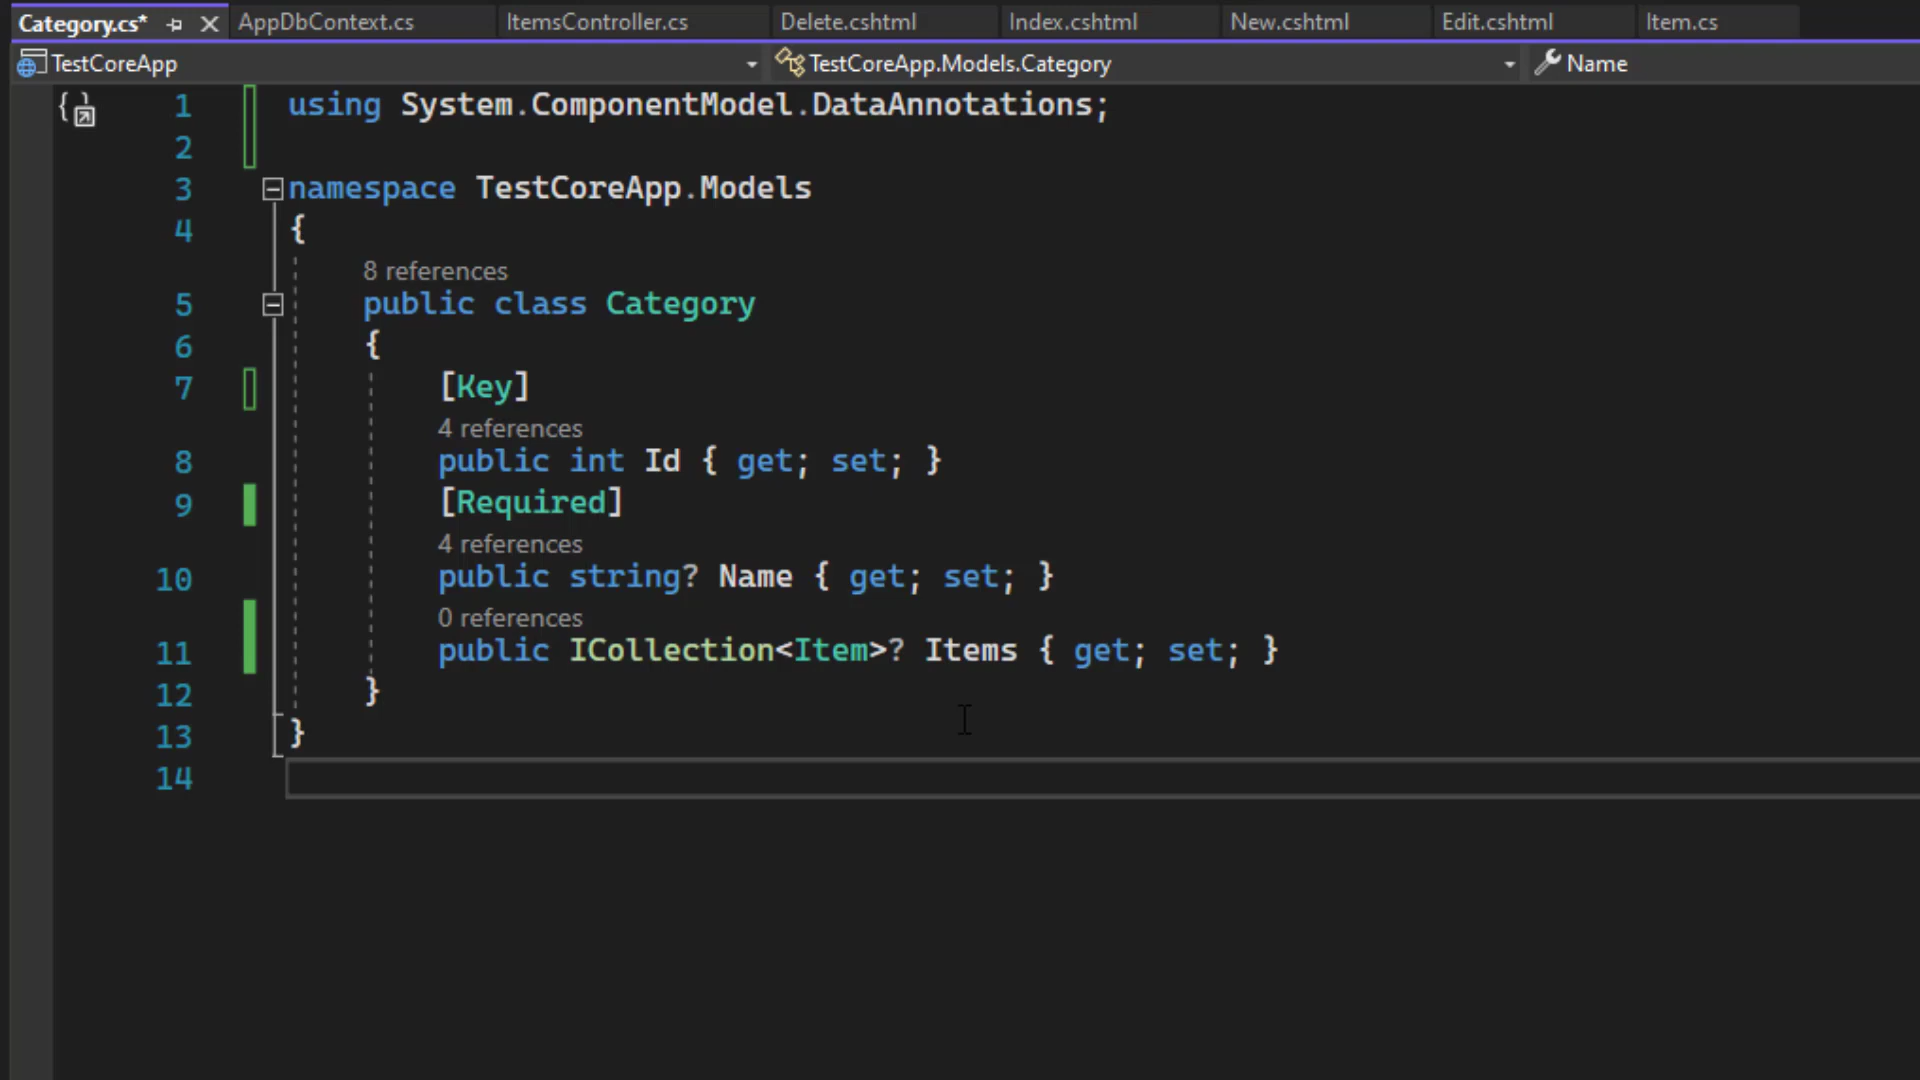 Category.cs* AppDbContext.cs ItemsController.cs Delete.cshtml Index.cshtml New.cshtml Edit.cshtml Item.cs
TestCoreApp TestCoreApp.Models.Category Name
1 using System.ComponentModel.DataAnnotations;
2
3 namespace TestCoreApp.Models
4 {
8 references
5 public class Category
6 {
7 [Key]
4 references
8 public int Id { get; set; }
9 [Required]
4 references
10 public string? Name { get; set; }
0 references
11 public ICollection<Item>? Items { get; set; }
12 }
13 }
14